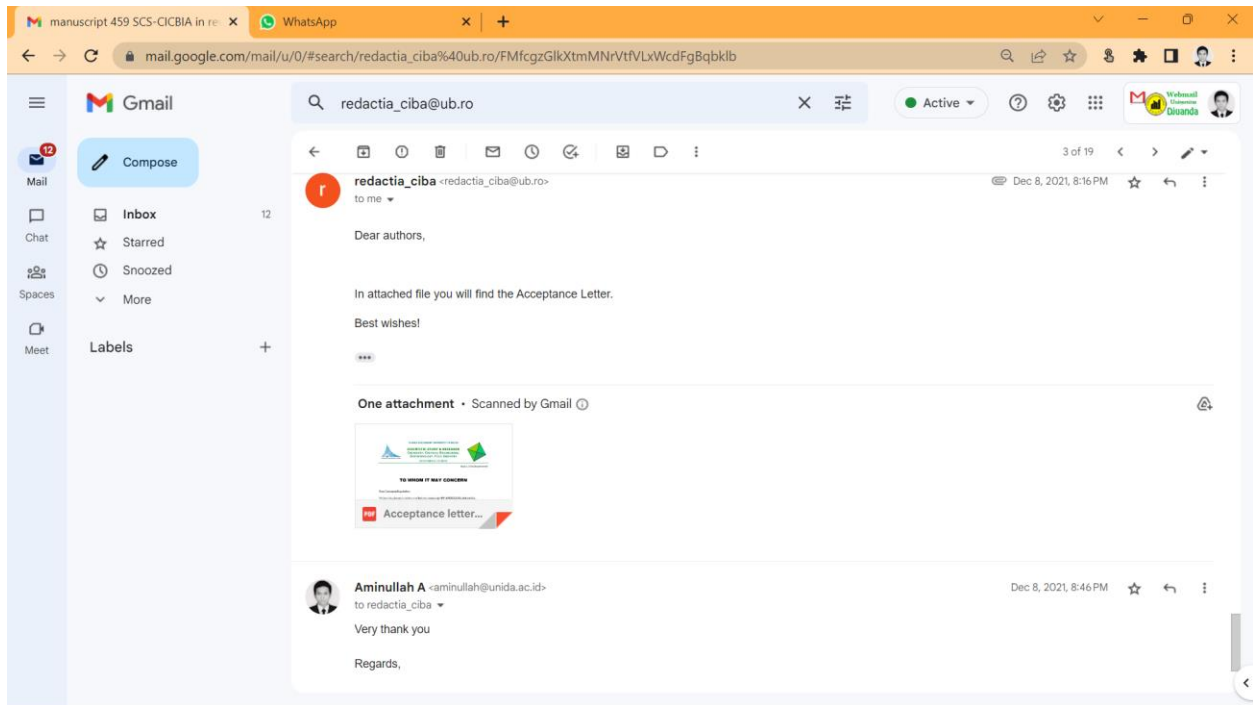 manuscript 459 SCS-CICBIA in re
WhatsApp
mail.google.com/mail/u/0/#search/redactia_ciba%40ub.ro/FMfcgzGlkXtmMNrVtfVLxWcdFgBqbklb
Gmail
redactia_ciba@ub.ro
Active
Webmail
Universitas
Djuanda
12
Mail
Chat
Spaces
Meet
Compose
Inbox 12
Starred
Snoozed
More
Labels
3 of 19
redactia_ciba <redactia_ciba@ub.ro>
Dec 8, 2021, 8:16 PM
to me
Dear authors,
In attached file you will find the Acceptance Letter.
Best wishes!
One attachment • Scanned by Gmail
TO WHOM IT MAY CONCERN
PDF Acceptance letter...
Aminullah A <aminullah@unida.ac.id>
Dec 8, 2021, 8:46 PM
to redactia_ciba
Very thank you
Regards,